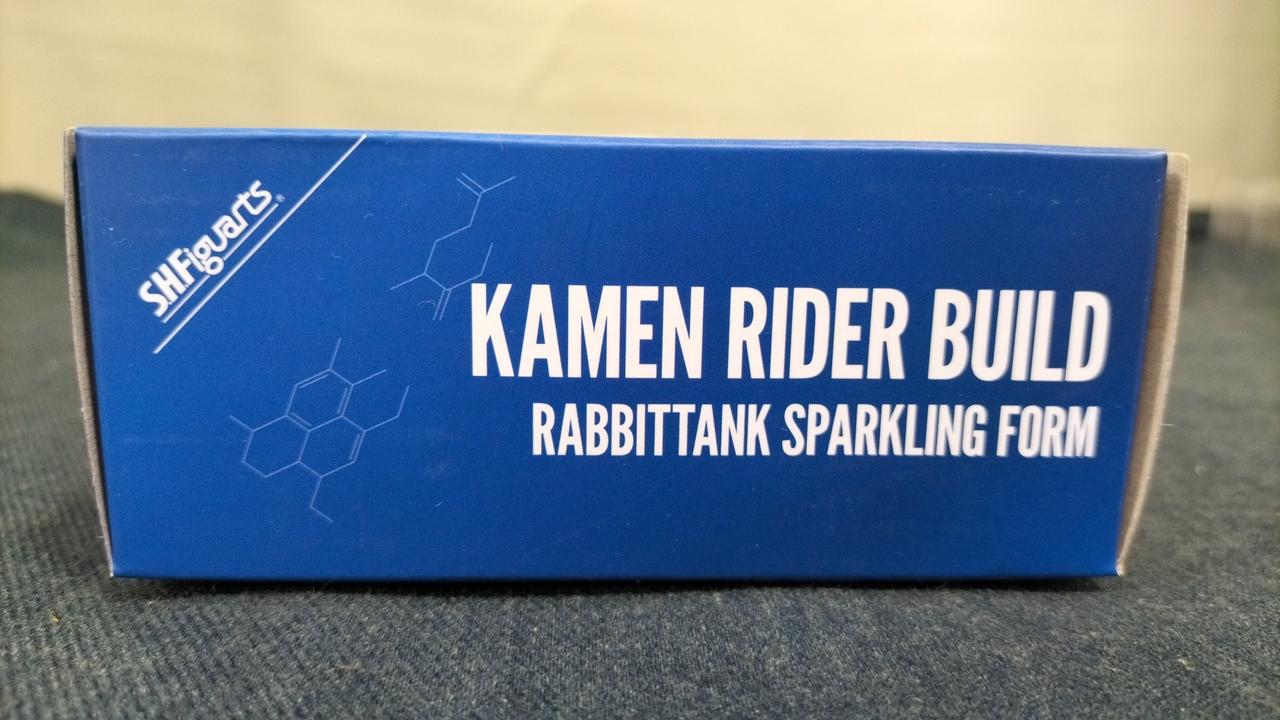 S.H.Figuarts®
KAMEN RIDER BUILD
RABBITTANK SPARKLING FORM